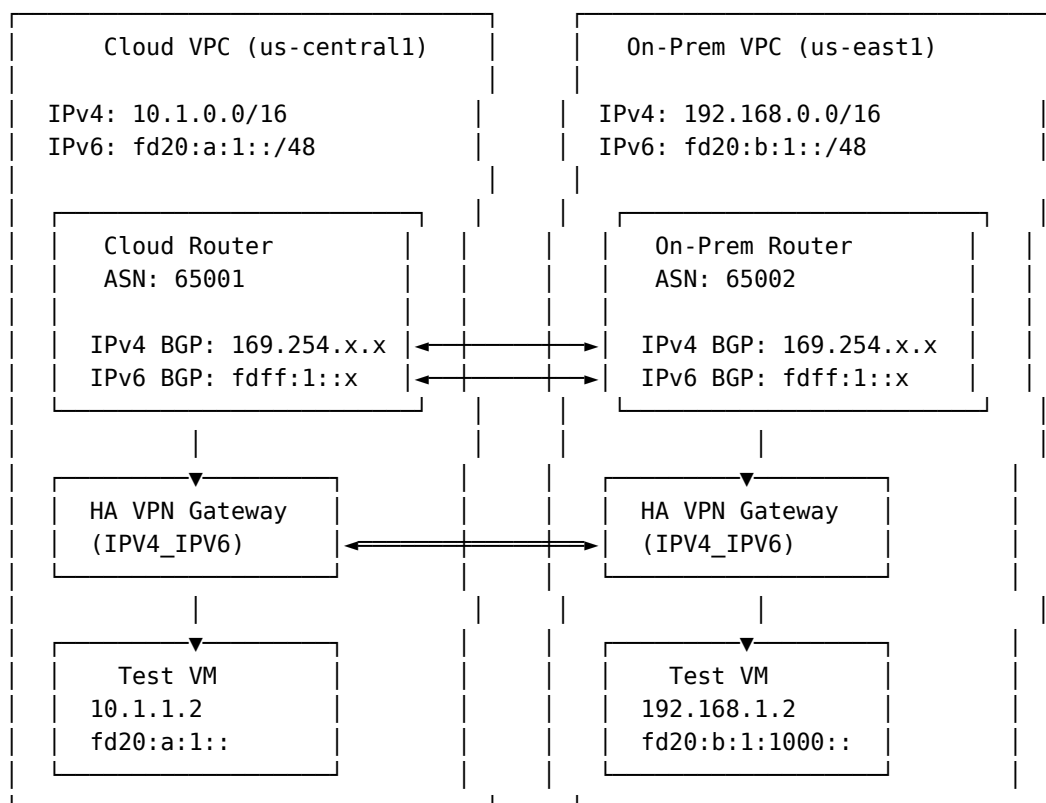 Cloud VPC (us-central1)
IPv4: 10.1.0.0/16
IPv6: fd20:a:1::/48
Cloud Router
ASN: 65001
IPv4 BGP: 169.254.x.x
IPv6 BGP: fdff:1::x
HA VPN Gateway
(IPV4_IPV6)
Test VM
10.1.1.2
fd20:a:1::
On-Prem VPC (us-east1)
IPv4: 192.168.0.0/16
IPv6: fd20:b:1::/48
On-Prem Router
ASN: 65002
IPv4 BGP: 169.254.x.x
IPv6 BGP: fdff:1::x
HA VPN Gateway
(IPV4_IPV6)
Test VM
192.168.1.2
fd20:b:1:1000::